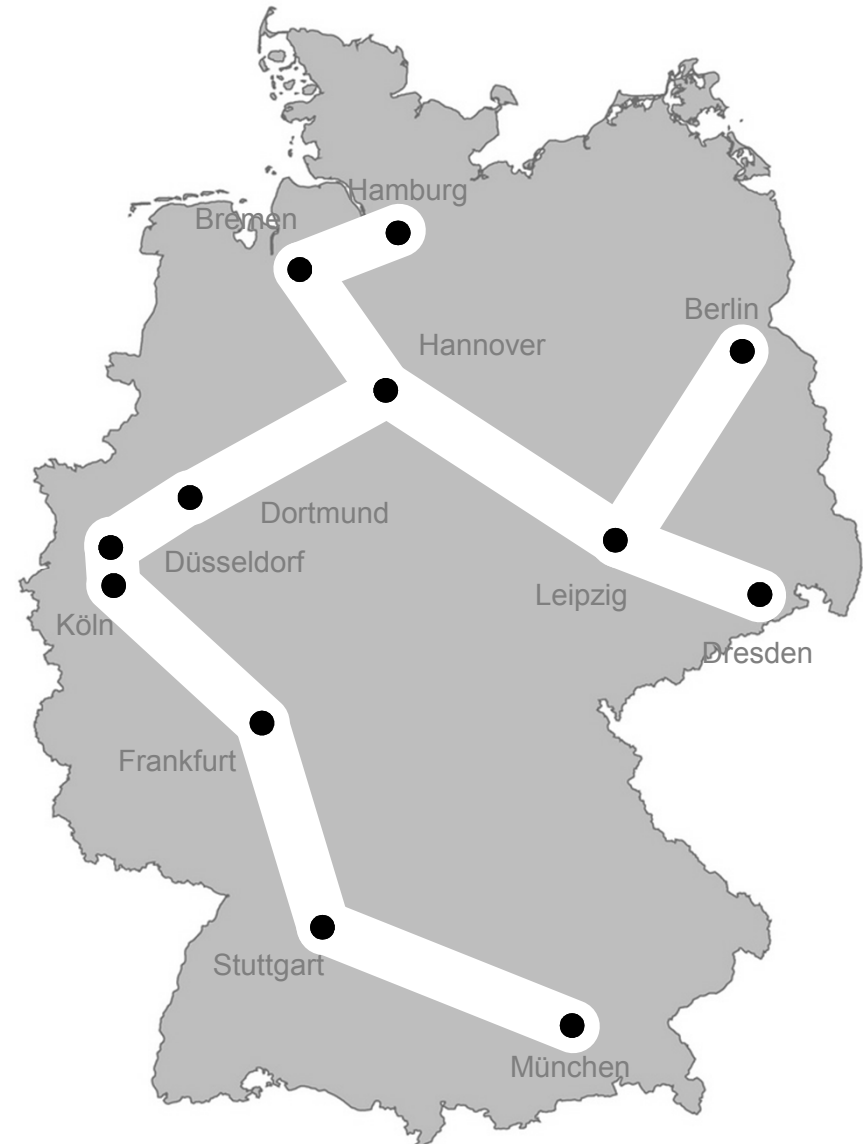 Hamburg
Bremen
Berlin
Hannover
Dortmund
Düsseldorf
Leipzig
Köln
Dresden
Frankfurt
Stuttgart
München